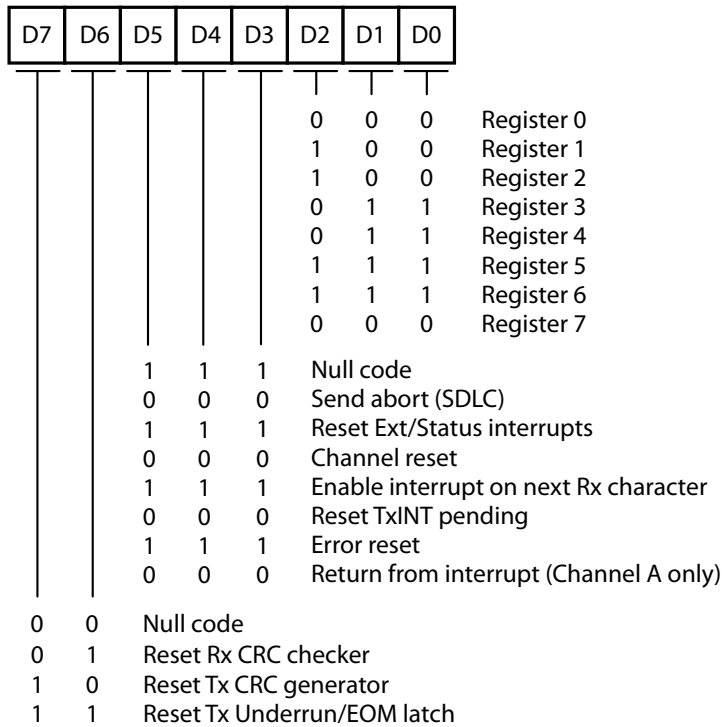 D7 D6 D5 D4 D3 D2 D1 D0
0 0 0 Register 0
1 0 0 Register 1
1 0 0 Register 2
0 1 1 Register 3
0 1 1 Register 4
1 1 1 Register 5
1 1 1 Register 6
0 0 0 Register 7
1 1 1 Null code
0 0 0 Send abort (SDLC)
1 1 1 Reset Ext/Status interrupts
0 0 0 Channel reset
1 1 1 Enable interrupt on next Rx character
0 0 0 Reset TxINT pending
1 1 1 Error reset
0 0 0 Return from interrupt (Channel A only)
0 0 Null code
0 1 Reset Rx CRC checker
1 0 Reset Tx CRC generator
1 1 Reset Tx Underrun/EOM latch